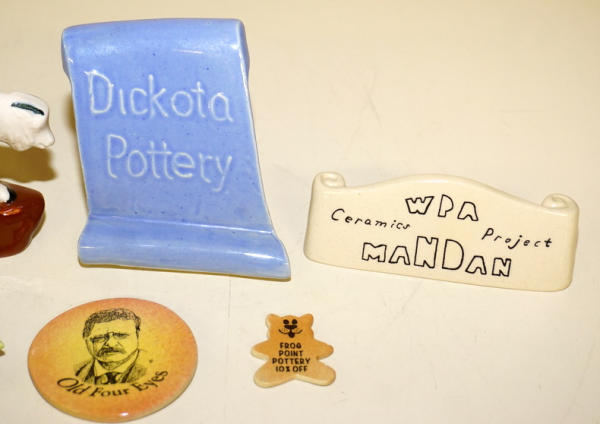 Dickota
Pottery
WPA
Ceramics Project
MANDAN
Old Four Eyes
FROG
POINT
POTTERY
10% OFF